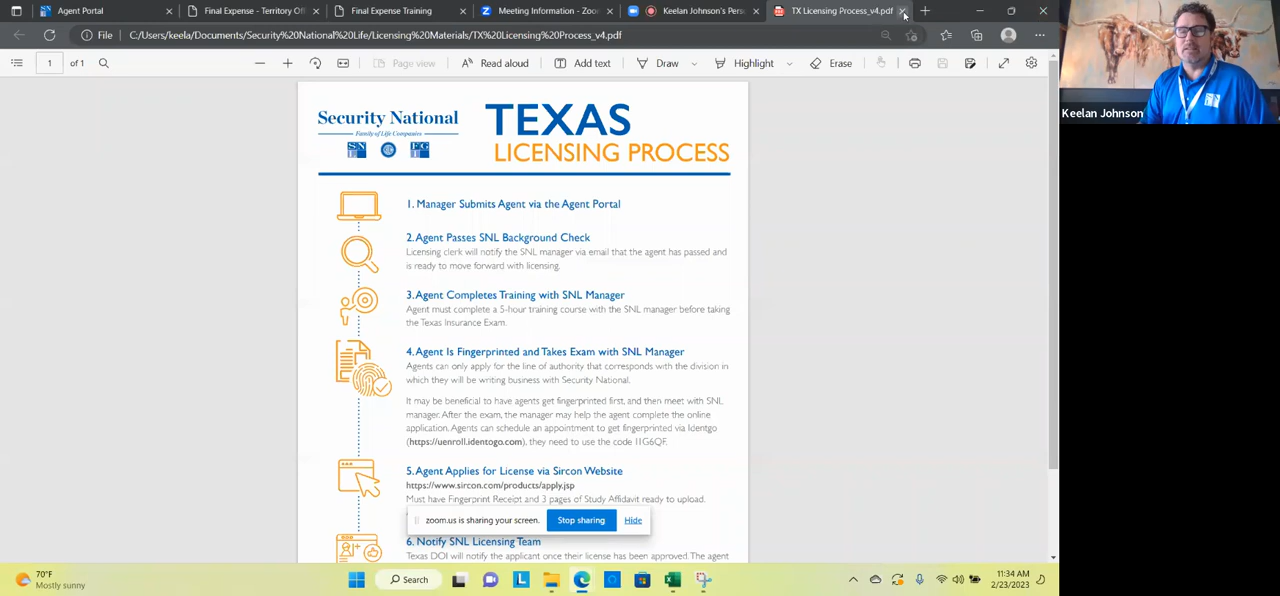 Agent Portal
Final Expense - Territory Off
Final Expense Training
Meeting Information - Zoo
Keelan Johnson's Pers
TX Licensing Process_v4.pdf
File
C:/Users/keela/Documents/Security%20National%20Life/Licensing%20Materials/TX%20Licensing%20Process_v4.pdf
1
of 1
Page view
Read aloud
Add text
Draw
Highlight
Erase
Keelan Johnson
Security National
Family of Life Companies
TEXAS
LICENSING PROCESS
1. Manager Submits Agent via the Agent Portal
2. Agent Passes SNL Background Check
Licensing clerk will notify the SNL manager via email that the agent has passed and
is ready to move forward with licensing.
3. Agent Completes Training with SNL Manager
Agent must complete a 5-hour training course with the SNL manager before taking
the Texas Insurance Exam.
4. Agent Is Fingerprinted and Takes Exam with SNL Manager
Agents can only apply for the line of authority that corresponds with the division in
which they will be writing business with Security National.
It may be beneficial to have agents get fingerprinted first, and then meet with SNL
manager. After the exam, the manager may help the agent complete the online
application. Agents can schedule an appointment to get fingerprinted via Identgo
(https://uenroll.identogo.com), they need to use the code 11G6QF.
5. Agent Applies for License via Sircon Website
https://www.sircon.com/products/apply.jsp
Must have Fingerprint Receipt and 3 pages of Study Affidavit ready to upload.
zoom.us is sharing your screen.
Stop sharing
Hide
6. Notify SNL Licensing Team
Texas DOI will notify the applicant once their license has been approved. The agent
70°F
Mostly sunny
Search
11:34 AM
2/23/2023